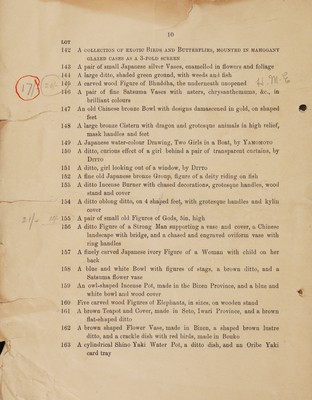 10
LOT
142 A COLLECTION OF EXOTIC BIRDS AND BUTTERFLIES, MOUNTED IN MAHOGANY
GLAZED CASES AS A 3-FOLD SCREEN
143 A pair of small Japanese silver Vases, enamelled in flowers and foliage
144 A large ditto, shaded green ground, with weeds and fish
145 A carved wood Figure of Bhuddha, the underneath unopened
146 A pair of fine Satsuma Vases with asters, chrysanthemums, &c., in
brilliant colours
147 An old Chinese bronze Bowl with designs damascened in gold, on shaped
feet
148 A large bronze Cistern with dragon and grotesque animals in high relief,
mask handles and feet
149 A Japanese water-colour Drawing, Two Girls in a Boat, by YAMOMOTO
150 A ditto, curious effect of a girl behind a pair of transparent curtains, by
DITTO
151 A ditto, girl looking out of a window, by DITTO
152 A fine old Japanese bronze Group, figure of a deity riding on fish
153 A ditto Incense Burner with chased decorations, grotesque handles, wood
stand and cover
154 A ditto oblong ditto, on 4 shaped feet, with grotesque handles and kylin
cover
155 A pair of small old Figures of Gods, 5in. high
156 A ditto Figure of a Strong Man supporting a vase and cover, a Chinese
landscape with bridge, and a chased and engraved oviform vase with
ring handles
157 A finely carved Japanese ivory Figure of a Woman with child on her
back
158 A blue and white Bowl with figures of stage, a brown ditto, and a
Satsuma flower vase
159 An owl-shaped Incense Pot, made in the Bizen Province, and a blue and
white bowl and wood cover
160 Five carved wood Figures of Elephants, in sizes, on wooden stand
161 A brown Teapot and Cover, made in Seto, Iwari Province, and a brown
flat-shaped ditto
162 A brown shaped Flower Vase, made in Bizen, a shaped brown lustre
ditto, and a crackle dish with red birds, made in Bonko
163 A cylindrical Shino Yaki Water Pot, a ditto dish, and an Oribe Yaki
card tray